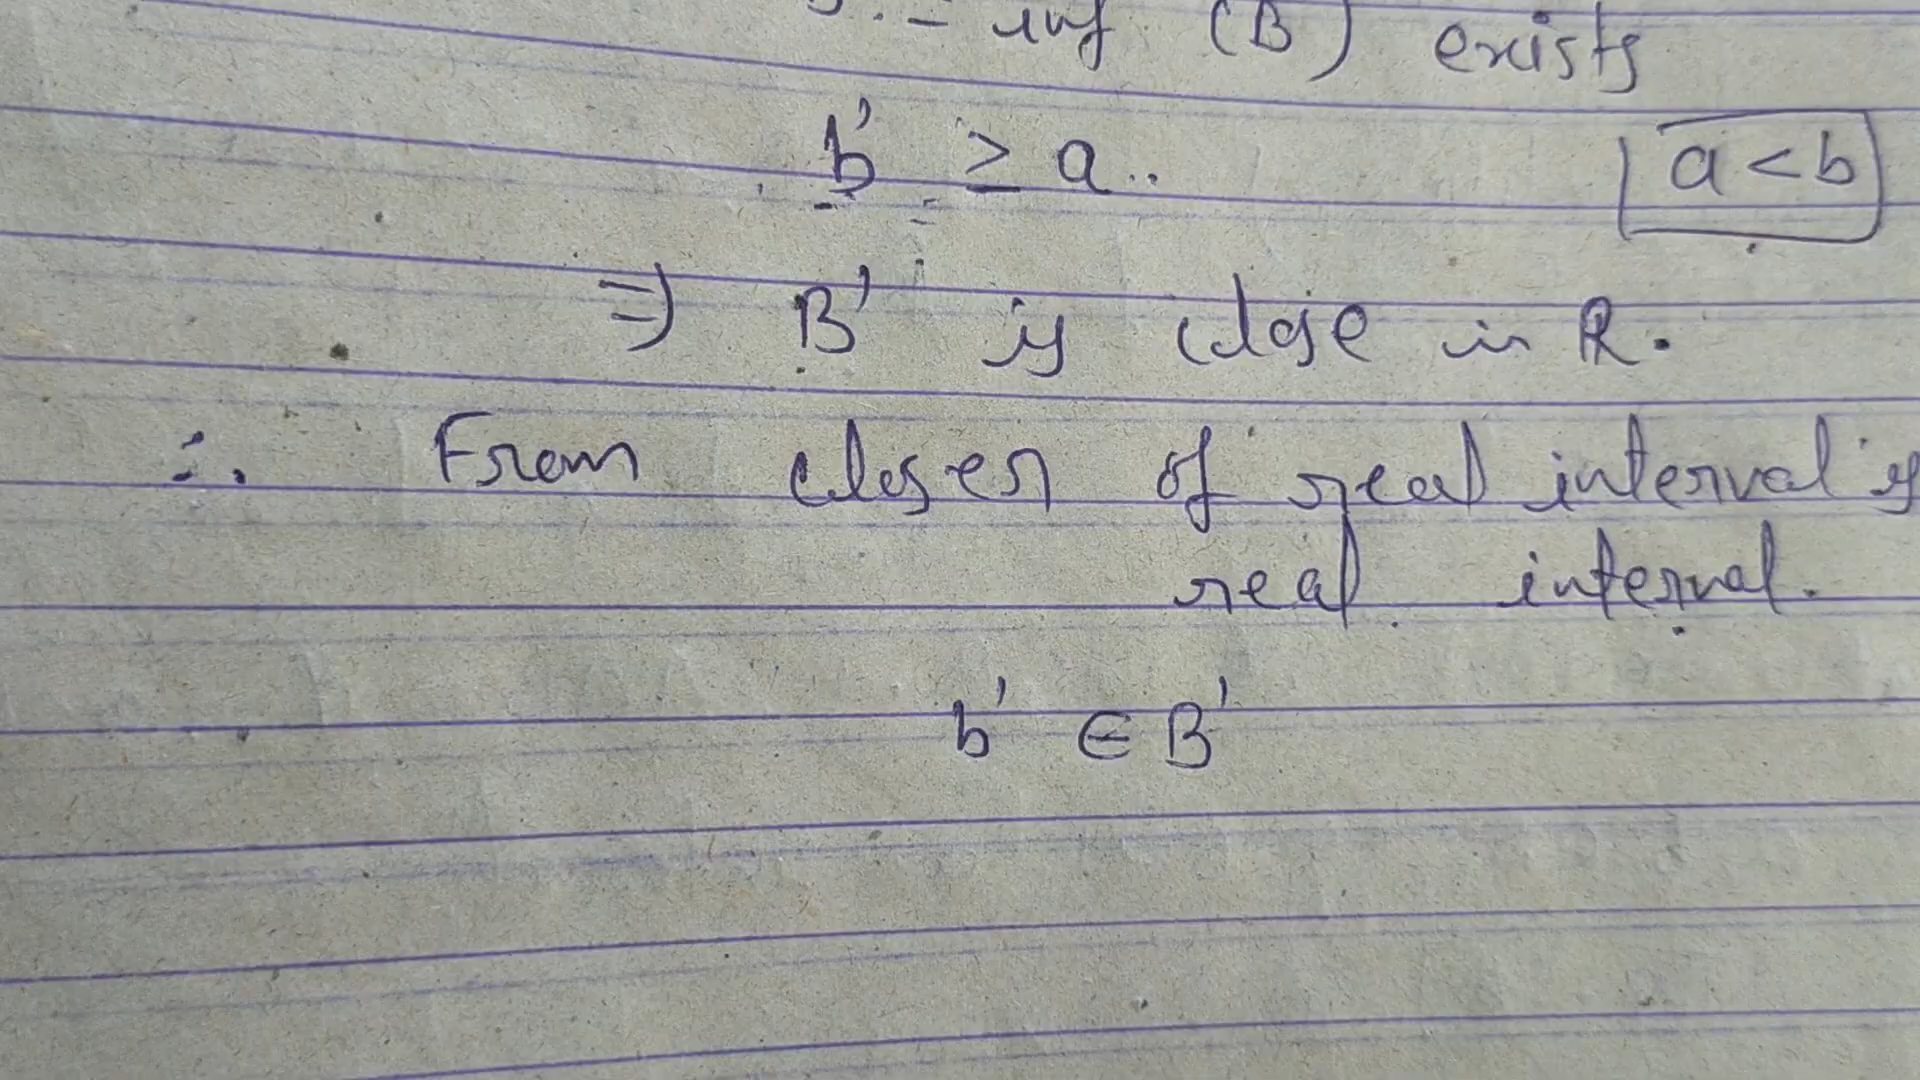 = inf (B) exists
b' ≥ a.. a < b
⇒ B' is close in R.
∴ From closer of real interval is
real interval.
b' ∈ B'